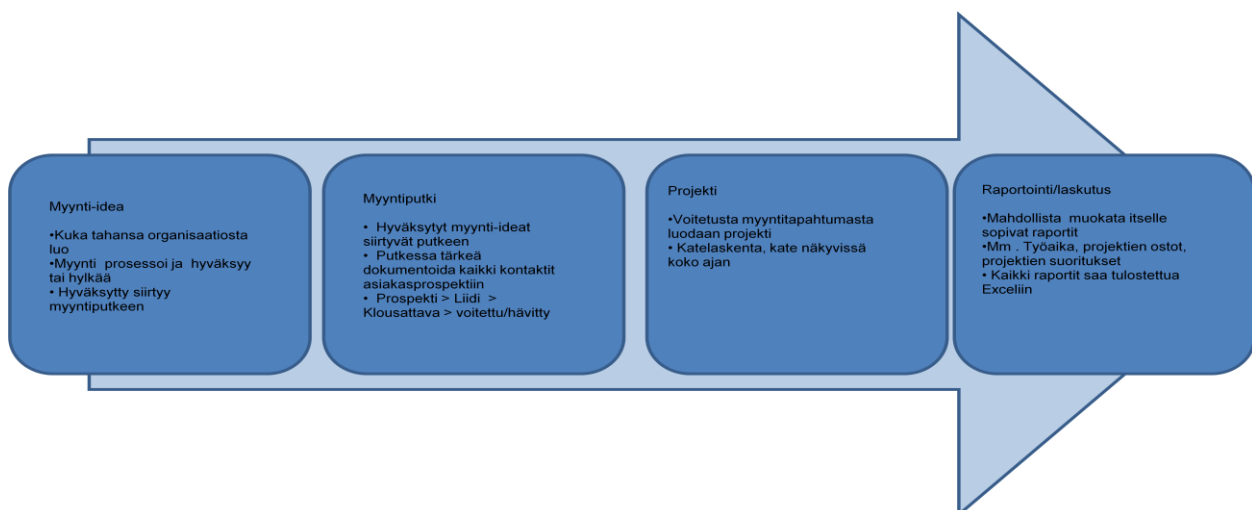 Myynti-idea
•Kuka tahansa organisaatiosta
luo
•Myynti prosessoi ja hyväksyy
tai hylkää
• Hyväksytty siirtyy
myyntiputkeen
Myyntiputki
• Hyväksytyt myynti-ideat
siirtyvät putkeen
• Putkessa tärkeä
dokumentoida kaikki kontaktit
asiakasprospektiin
• Prospekti > Liidi >
Klousattava > voitettu/hävitty
Projekti
•Voitetusta myyntitapahtumasta
luodaan projekti
• Katelaskenta, kate näkyvissä
koko ajan
Raportointi/laskutus
•Mahdollista muokata itselle
sopivat raportit
•Mm . Työaika, projektien ostot,
projektien suoritukset
• Kaikki raportit saa tulostettua
Exceliin